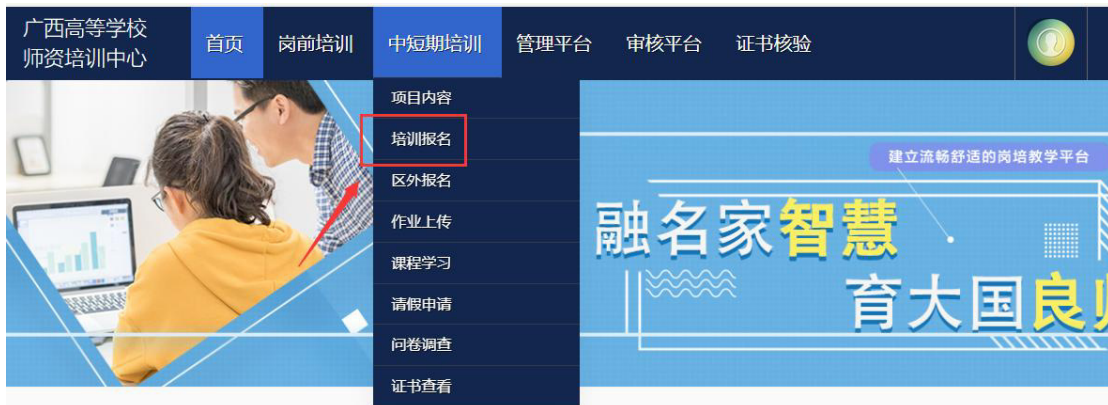 广西高等学校
师资培训中心
首页 岗前培训 中短期培训 管理平台 审核平台 证书核验
项目内容
培训报名
区外报名
作业上传
课程学习
请假申请
问卷调查
证书查看
建立流畅舒适的岗培教学平台
融名家智慧
育大国良师